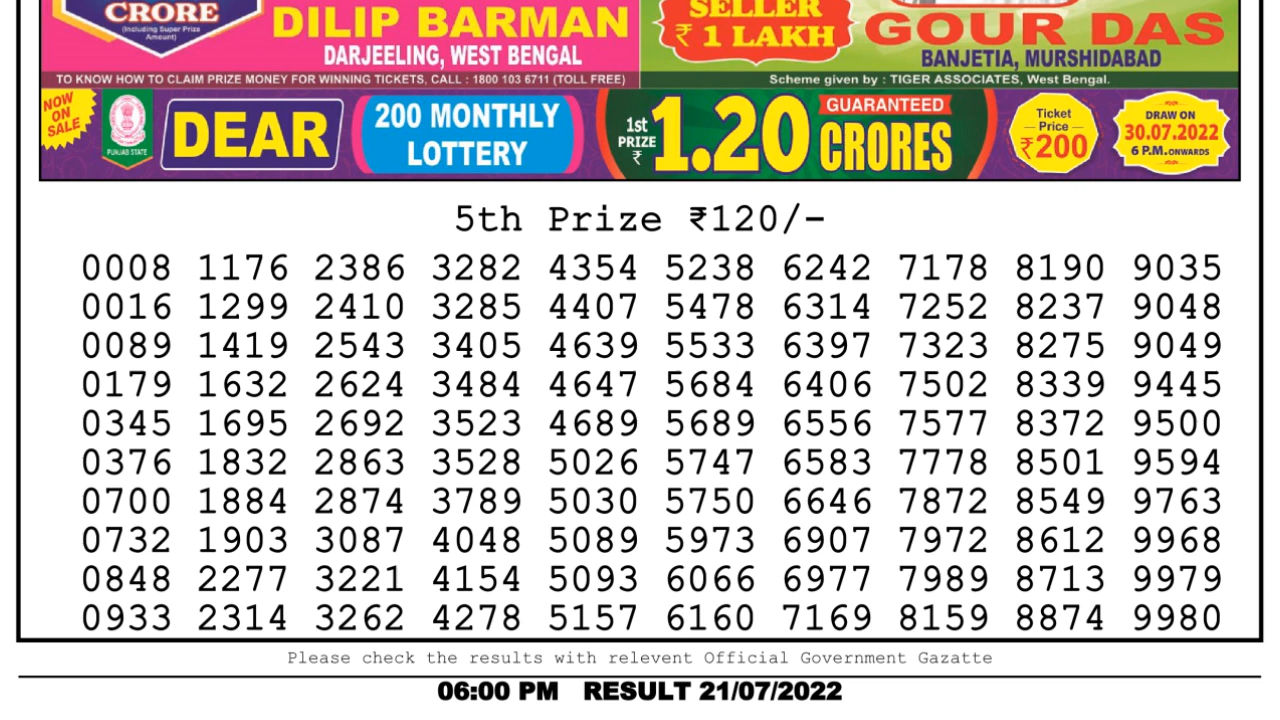 CRORE
(Including Super Prize
Amount)
DILIP BARMAN
DARJEELING, WEST BENGAL
SELLER
₹ 1 LAKH
GOUR DAS
BANJETIA, MURSHIDABAD
TO KNOW HOW TO CLAIM PRIZE MONEY FOR WINNING TICKETS, CALL : 1800 103 6711 (TOLL FREE)
Scheme given by : TIGER ASSOCIATES, West Bengal.
NOW
ON
SALE
PUNJAB STATE
DEAR
200 MONTHLY
LOTTERY
1st
PRIZE
₹
1.20
GUARANTEED
CRORES
Ticket
Price
₹200
DRAW ON
30.07.2022
6 P.M. ONWARDS
5th Prize ₹120/-
0008 1176 2386 3282 4354 5238 6242 7178 8190 9035
0016 1299 2410 3285 4407 5478 6314 7252 8237 9048
0089 1419 2543 3405 4639 5533 6397 7323 8275 9049
0179 1632 2624 3484 4647 5684 6406 7502 8339 9445
0345 1695 2692 3523 4689 5689 6556 7577 8372 9500
0376 1832 2863 3528 5026 5747 6583 7778 8501 9594
0700 1884 2874 3789 5030 5750 6646 7872 8549 9763
0732 1903 3087 4048 5089 5973 6907 7972 8612 9968
0848 2277 3221 4154 5093 6066 6977 7989 8713 9979
0933 2314 3262 4278 5157 6160 7169 8159 8874 9980
Please check the results with relevent Official Government Gazatte
06:00 PM RESULT 21/07/2022